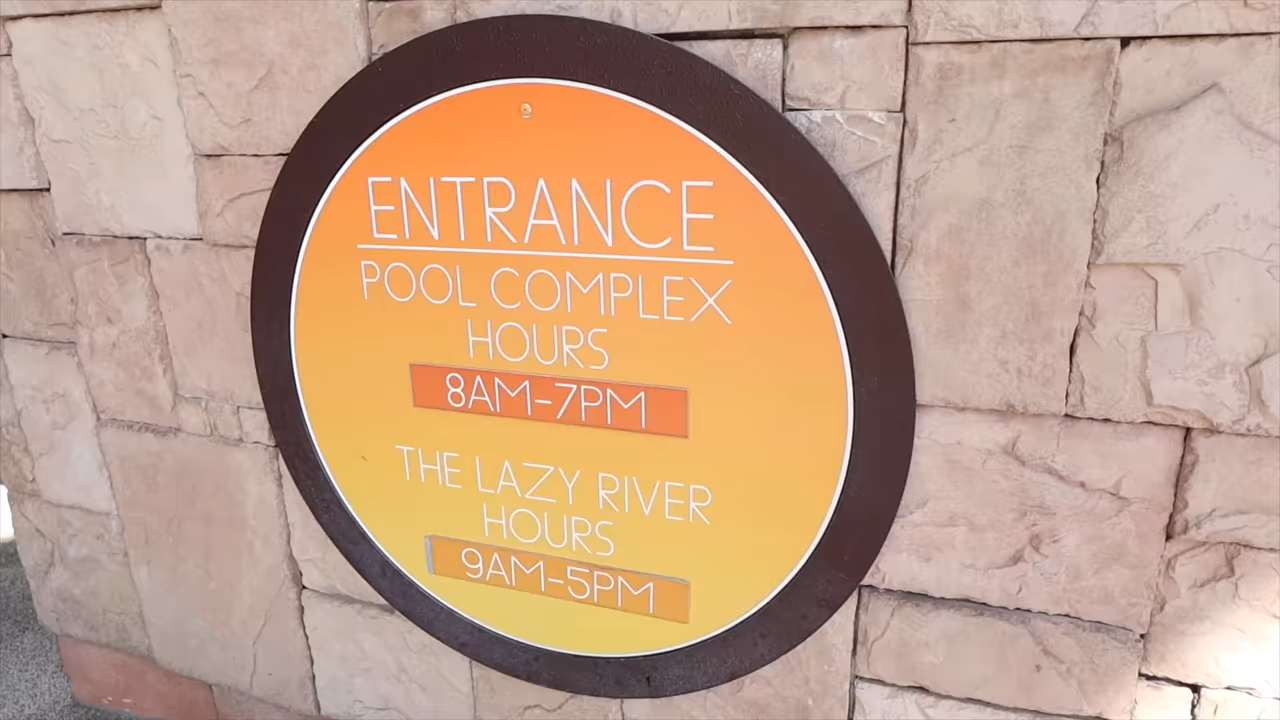 ENTRANCE
POOL COMPLEX
HOURS
8AM-7PM
THE LAZY RIVER
HOURS
9AM-5PM